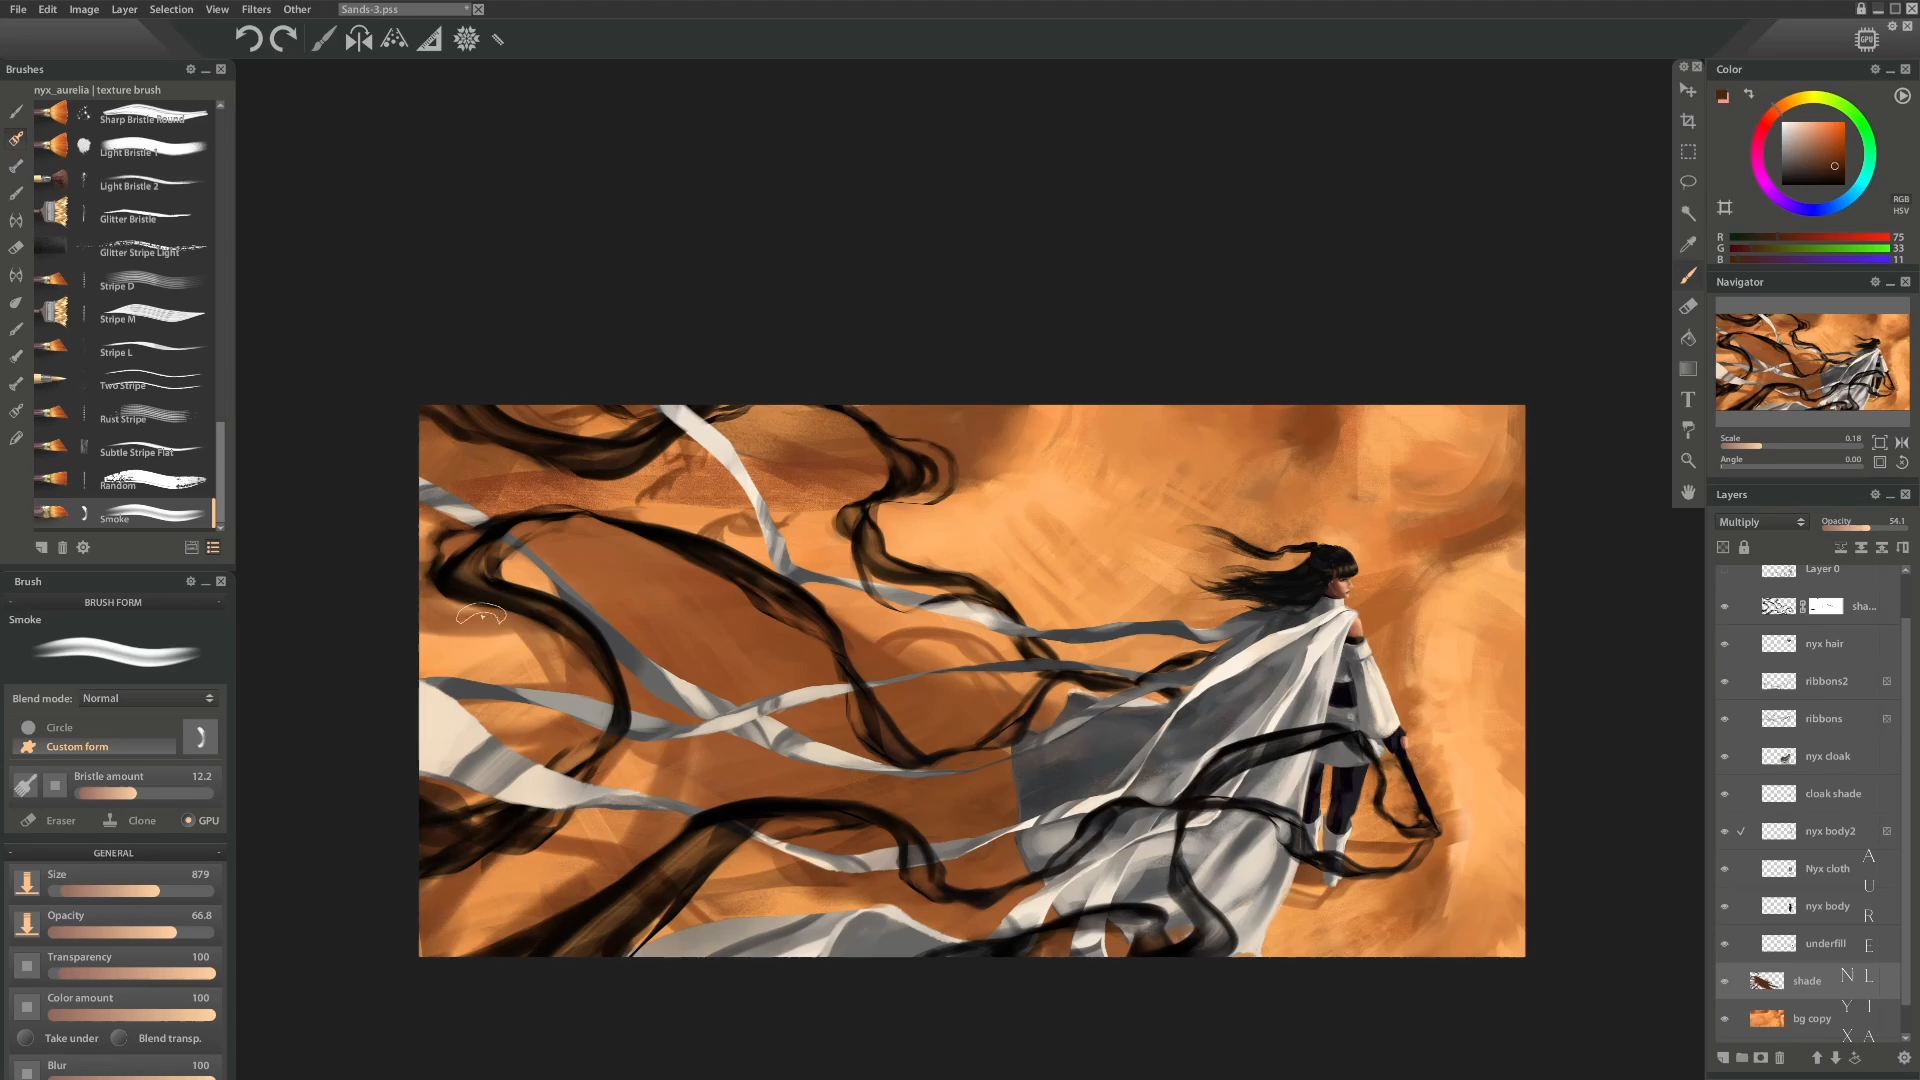 File Edit Image Layer Selection View Filters Other Sands-3.pss *
GPU
Brushes
nyx_aurelia | texture brush
Sharp Bristle Round
Light Bristle 1
Light Bristle 2
Glitter Bristle
Glitter Stripe Light
Stripe D
Stripe M
Stripe L
Two Stripe
Rust Stripe
Subtle Stripe Flat
Random
Smoke
Brush
BRUSH FORM
Smoke
Blend mode: Normal
Circle
Custom form
Bristle amount 12.2
Eraser Clone GPU
GENERAL
Size 879
Opacity 66.8
Transparency 100
Color amount 100
Take under Blend transp.
Blur 100
T
Color
RGB
HSV
R 75
G 33
B 11
Navigator
Scale 0.18
Angle 0.00
Layers
Multiply Opacity 54.1
Layer 0
sha...
nyx hair
ribbons2
ribbons
nyx cloak
cloak shade
nyx body2
Nyx cloth
nyx body
underfill
shade
bg copy
NYX
AURELIA